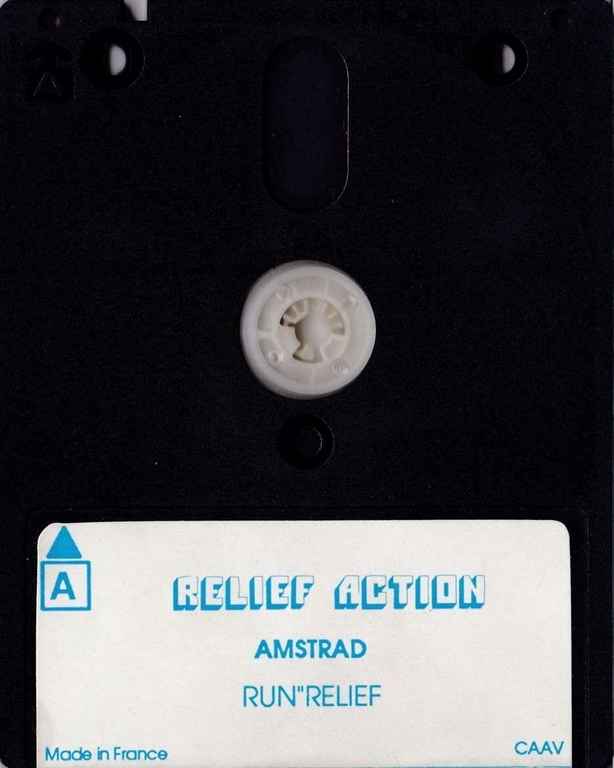 A
A
RELIEF ACTION
AMSTRAD
RUN"RELIEF
Made in France
CAAV